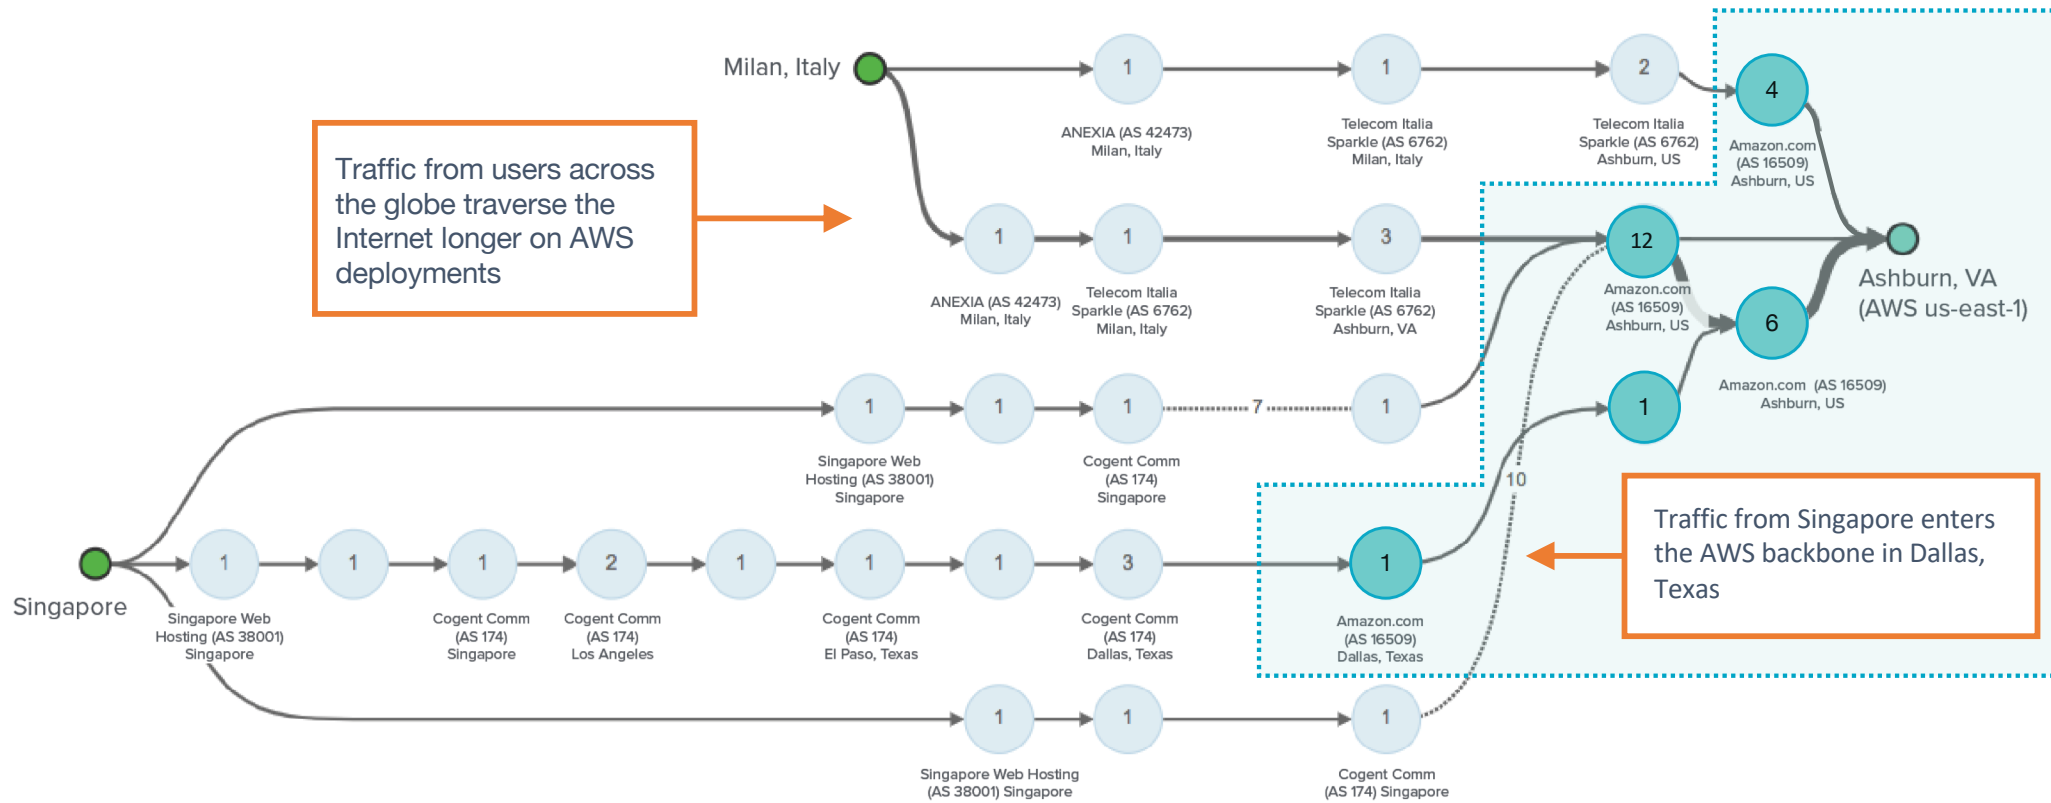 Milan, Italy
1
1
2
4
ANEXIA (AS 42473)
Milan, Italy
Telecom Italia
Sparkle (AS 6762)
Milan, Italy
Telecom Italia
Sparkle (AS 6762)
Ashburn, US
Amazon.com
(AS 16509)
Ashburn, US
Traffic from users across
the globe traverse the
Internet longer on AWS
deployments
1
1
3
12
ANEXIA (AS 42473)
Milan, Italy
Telecom Italia
Sparkle (AS 6762)
Milan, Italy
Telecom Italia
Sparkle (AS 6762)
Ashburn, VA
Amazon.com
(AS 16509)
Ashburn, US
Ashburn, VA
(AWS us-east-1)
6
Amazon.com (AS 16509)
Ashburn, US
1
1
1
7
1
1
Singapore Web
Hosting (AS 38001)
Singapore
Cogent Comm
(AS 174)
Singapore
10
Singapore
1
1
1
2
1
1
1
3
1
Singapore Web
Hosting (AS 38001)
Singapore
Cogent Comm
(AS 174)
Singapore
Cogent Comm
(AS 174)
Los Angeles
Cogent Comm
(AS 174)
El Paso, Texas
Cogent Comm
(AS 174)
Dallas, Texas
Amazon.com
(AS 16509)
Dallas, Texas
Traffic from Singapore enters
the AWS backbone in Dallas,
Texas
1
1
1
Singapore Web Hosting
(AS 38001) Singapore
Cogent Comm
(AS 174) Singapore